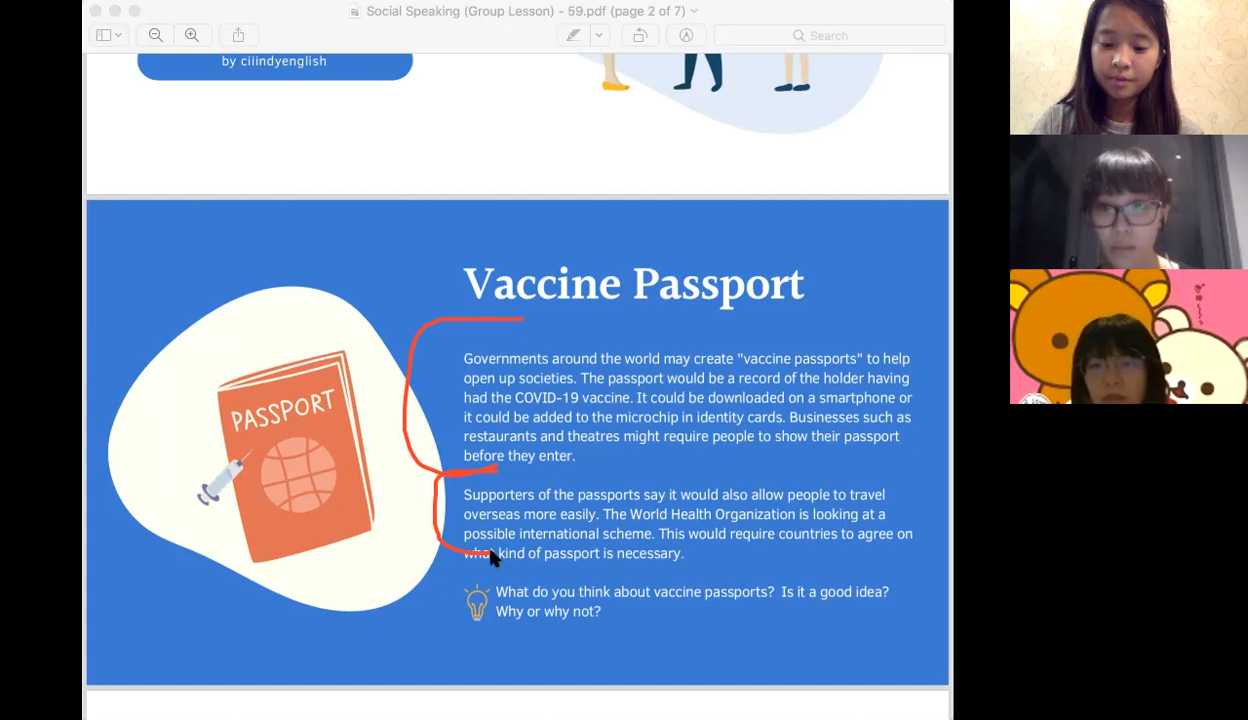 Social Speaking (Group Lesson) - 59.pdf (page 2 of 7)
Search
by ciiindyenglish
Vaccine Passport
Governments around the world may create "vaccine passports" to help
open up societies. The passport would be a record of the holder having
had the COVID-19 vaccine. It could be downloaded on a smartphone or
it could be added to the microchip in identity cards. Businesses such as
restaurants and theatres might require people to show their passport
before they enter.
Supporters of the passports say it would also allow people to travel
overseas more easily. The World Health Organization is looking at a
possible international scheme. This would require countries to agree on
what kind of passport is necessary.
What do you think about vaccine passports? Is it a good idea?
Why or why not?
PASSPORT